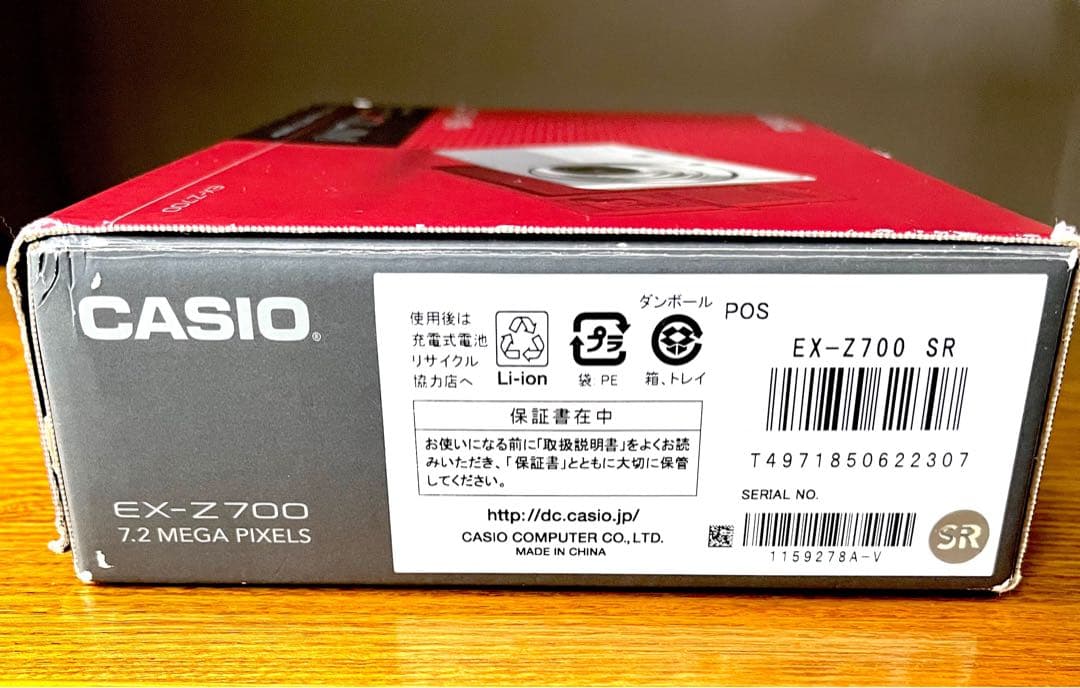 EX-Z700
CASIO®
使用後は
充電式電池
リサイクル
協力店へ
Li-ion
プラ
袋 PE
ダンボール
箱、トレイ
POS
EX-Z700 SR
T4971850622307
保証書在中
お使いになる前に「取扱説明書」をよくお読
みいただき、「保証書」とともに大切に保管
してください。
SERIAL NO.
1159278A-V
SR
http://dc.casio.jp/
CASIO COMPUTER CO.,LTD.
MADE IN CHINA
EX-Z700
7.2 MEGA PIXELS